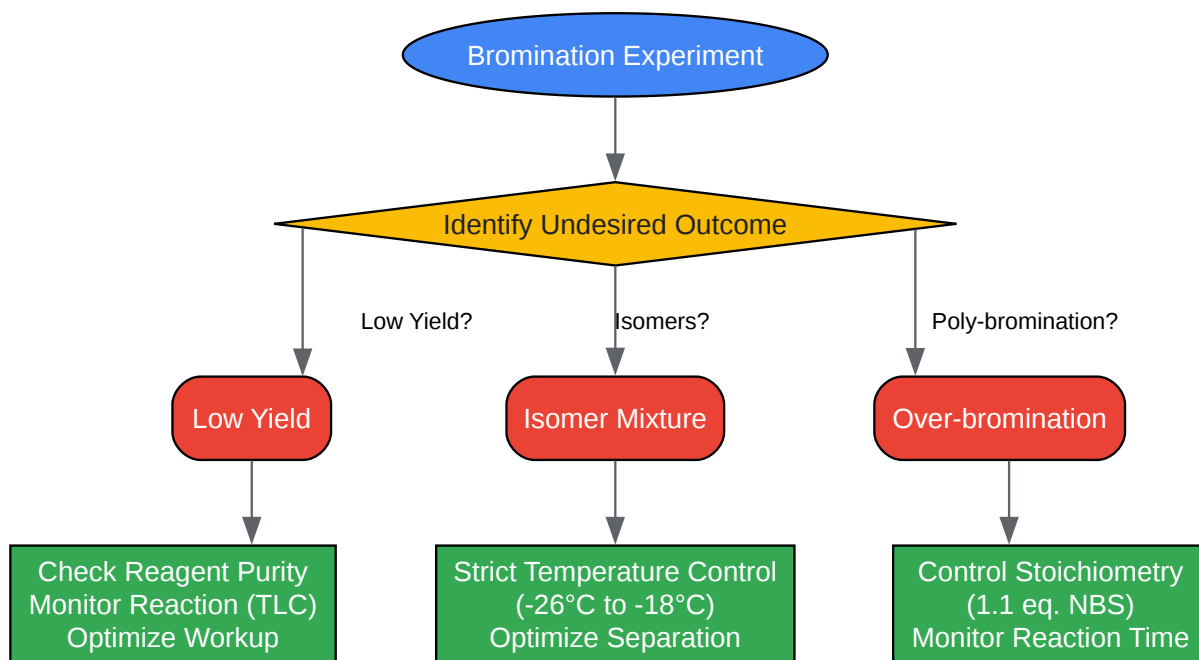 Bromination Experiment
Identify Undesired Outcome
Low Yield?
Isomers?
Poly-bromination?
Low Yield
Isomer Mixture
Over-bromination
Check Reagent Purity
Monitor Reaction (TLC)
Optimize Workup
Strict Temperature Control
(-26°C to -18°C)
Optimize Separation
Control Stoichiometry
(1.1 eq. NBS)
Monitor Reaction Time